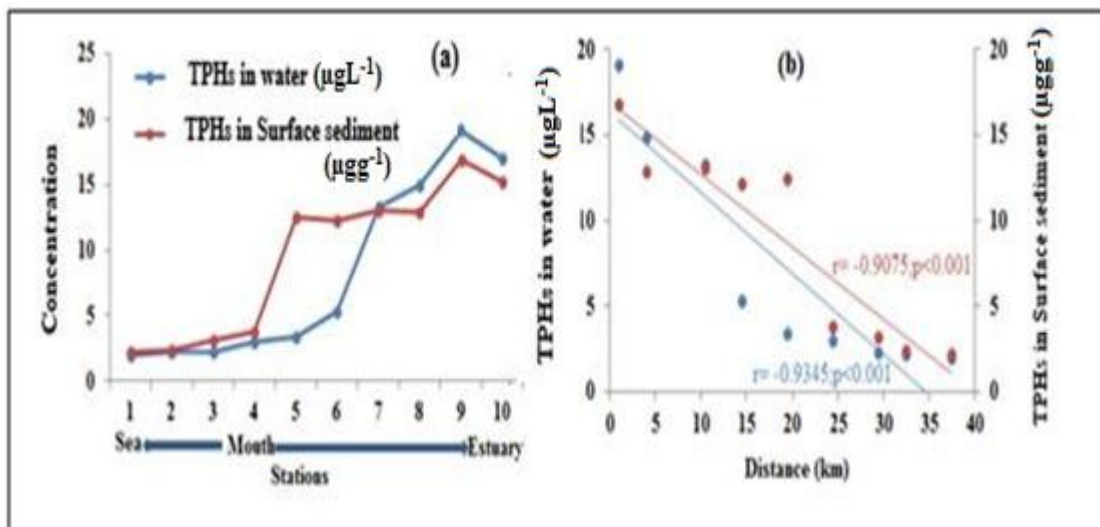 (a)
25
20
15
10
5
0
Concentration
TPHs in water (µgL⁻¹)
TPHs in Surface sediment
(µgg⁻¹)
1 2 3 4 5 6 7 8 9 10
Sea Mouth Estuary
Stations
(b)
20
15
10
5
0
TPHs in water (µgL⁻¹)
r= -0.9075,p<0.001
r= -0.9345,p<0.001
20
15
10
5
0
TPHs in Surface sediment (µgg⁻¹)
0 5 10 15 20 25 30 35 40
Distance (km)